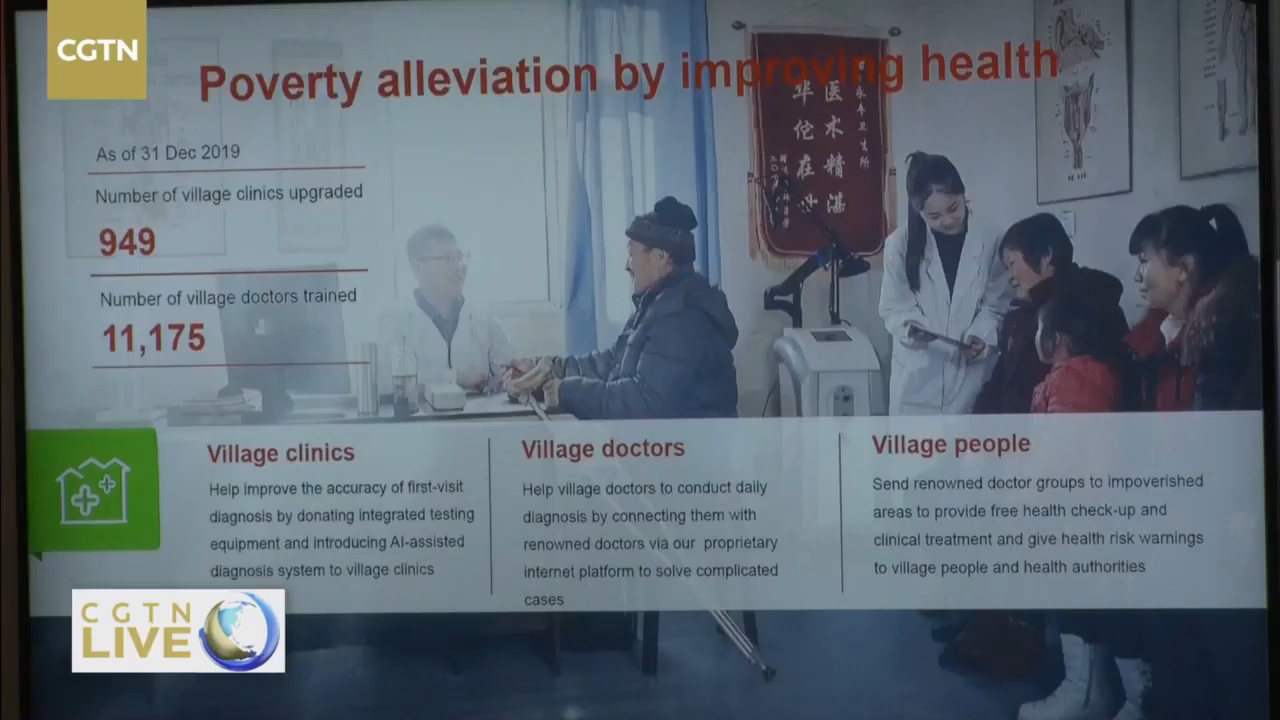 CGTN
Poverty alleviation by improving health
As of 31 Dec 2019
Number of village clinics upgraded
949
Number of village doctors trained
11,175
永丰卫生所
医术精湛
华佗在世
Village clinics
Help improve the accuracy of first-visit
diagnosis by donating integrated testing
equipment and introducing AI-assisted
diagnosis system to village clinics
Village doctors
Help village doctors to conduct daily
diagnosis by connecting them with
renowned doctors via our proprietary
internet platform to solve complicated
cases
Village people
Send renowned doctor groups to impoverished
areas to provide free health check-up and
clinical treatment and give health risk warnings
to village people and health authorities
CGTN
LIVE